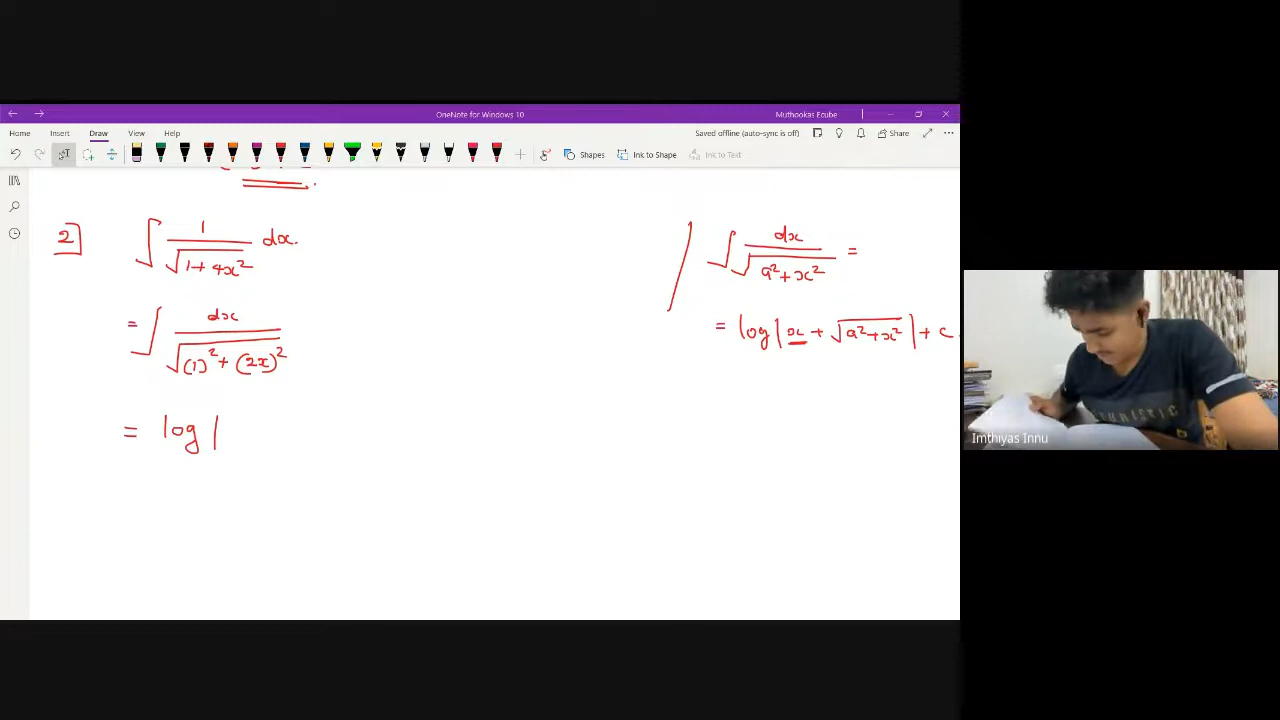 OneNote for Windows 10
Muthookas Ecube
Home Insert Draw View Help
Saved offline (auto-sync is off)
Share
Shapes
Ink to Shape
Ink to Text
2
∫ 1/√(1+4x²) dx.
= ∫ dx/√((1)²+(2x)²)
= log |
∫ dx/√(a²+x²) =
= log |x + √(a²+x²)| + c
Imthiyas Innu